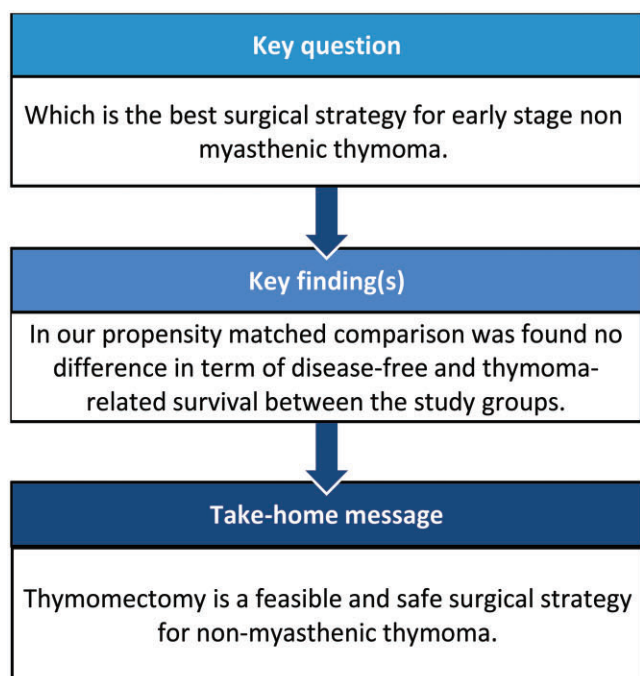 Key question
Which is the best surgical strategy for early stage non
myasthenic thymoma.
Key finding(s)
In our propensity matched comparison was found no
difference in term of disease-free and thymoma-
related survival between the study groups.
Take-home message
Thymomectomy is a feasible and safe surgical strategy
for non-myasthenic thymoma.